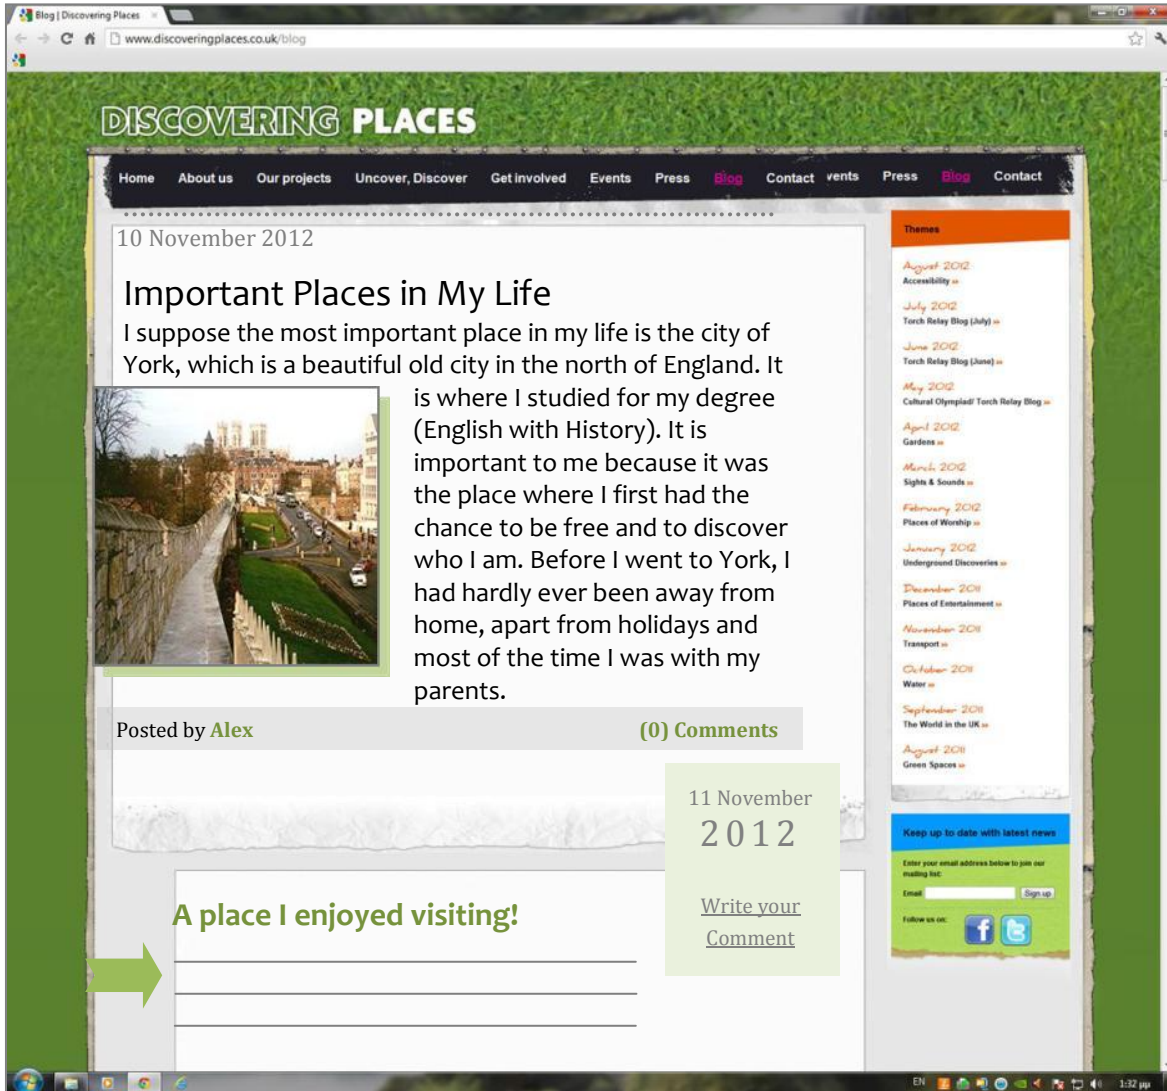 Blog | Discovering Places
www.discoveringplaces.co.uk/blog
DISCOVERING PLACES
Home About us Our projects Uncover, Discover Get involved Events Press Blog Contact vents Press Blog Contact
10 November 2012
Important Places in My Life
I suppose the most important place in my life is the city of
York, which is a beautiful old city in the north of England. It
is where I studied for my degree
(English with History). It is
important to me because it was
the place where I first had the
chance to be free and to discover
who I am. Before I went to York, I
had hardly ever been away from
home, apart from holidays and
most of the time I was with my
parents.
Posted by Alex (0) Comments
11 November
2012
Write your
Comment
A place I enjoyed visiting!
Themes
August 2012
Accessibility »
July 2012
Torch Relay Blog (July) »
June 2012
Torch Relay Blog (June) »
May 2012
Cultural Olympiad/ Torch Relay Blog »
April 2012
Gardens »
March 2012
Sights & Sounds »
February 2012
Places of Worship »
January 2012
Underground Discoveries »
December 2011
Places of Entertainment »
November 2011
Transport »
October 2011
Water »
September 2011
The World in the UK »
August 2011
Green Spaces »
Keep up to date with latest news
Enter your email address below to join our
mailing list:
Email Sign up
Follow us on:
EN 1:32 μμ